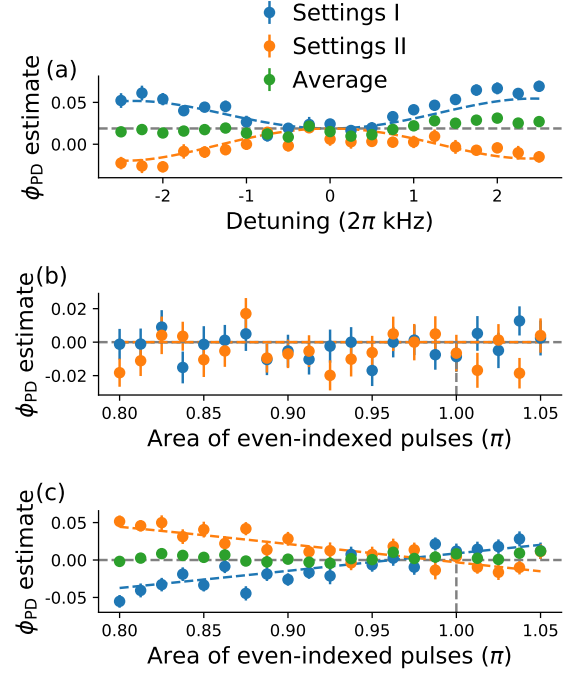 Settings I
Settings II
Average
(a)
ϕPD estimate
0.05
0.00
-2
-1
0
1
2
Detuning (2π kHz)
(b)
ϕPD estimate
0.02
0.00
-0.02
0.80
0.85
0.90
0.95
1.00
1.05
Area of even-indexed pulses (π)
(c)
ϕPD estimate
0.05
0.00
-0.05
0.80
0.85
0.90
0.95
1.00
1.05
Area of even-indexed pulses (π)